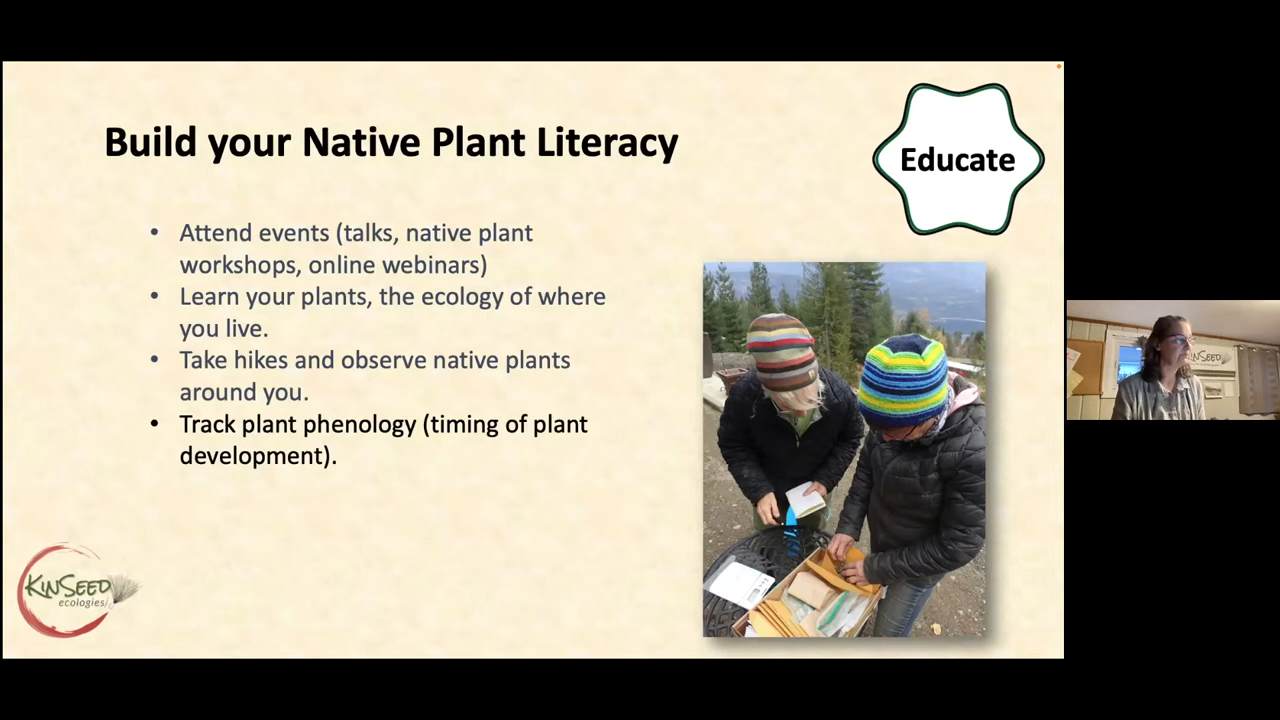 Build your Native Plant Literacy
Educate
• Attend events (talks, native plant
workshops, online webinars)
• Learn your plants, the ecology of where
you live.
• Take hikes and observe native plants
around you.
• Track plant phenology (timing of plant
development).
KINSEED
ecologies
KINSEED